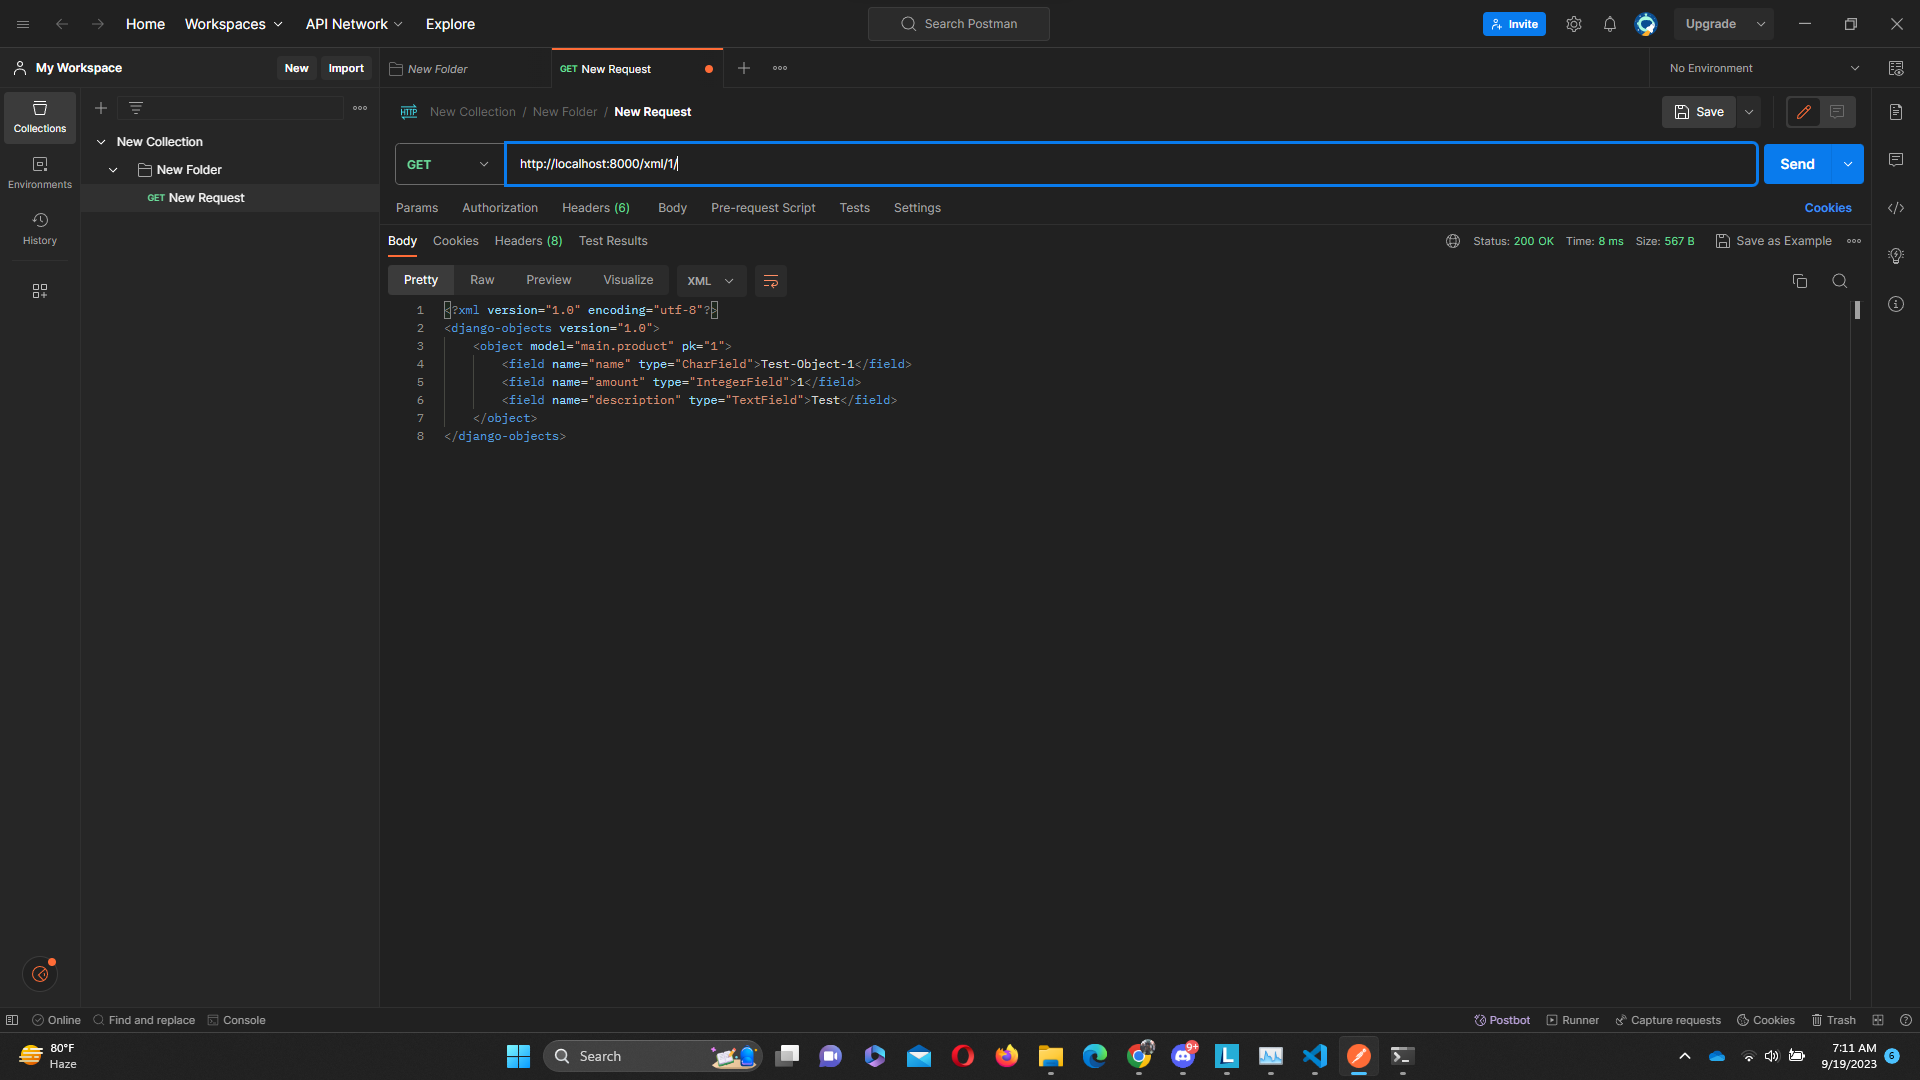 Home
Workspaces
API Network
Explore
Search Postman
Invite
Upgrade
My Workspace
New
Import
New Folder
GET New Request
No Environment
Collections
Environments
History
New Collection
New Folder
GET New Request
HTTP
New Collection / New Folder / New Request
Save
GET
http://localhost:8000/xml/1/
Send
Params
Authorization
Headers (6)
Body
Pre-request Script
Tests
Settings
Cookies
Body
Cookies
Headers (8)
Test Results
Status: 200 OK
Time: 8 ms
Size: 567 B
Save as Example
Pretty
Raw
Preview
Visualize
XML
1 <?xml version="1.0" encoding="utf-8"?>
2 <django-objects version="1.0">
3 <object model="main.product" pk="1">
4 <field name="name" type="CharField">Test-Object-1</field>
5 <field name="amount" type="IntegerField">1</field>
6 <field name="description" type="TextField">Test</field>
7 </object>
8 </django-objects>
Online
Find and replace
Console
Postbot
Runner
Capture requests
Cookies
Trash
80°F
Haze
Search
9+
L
7:11 AM
9/19/2023
6